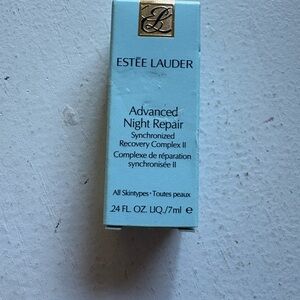 ESTĒE LAUDER
Advanced
Night Repair
Synchronized
Recovery Complex II
Complexe de réparation
synchronisée II
All Skintypes • Toutes peaux
.24 FL. OZ. LIQ./7ml e